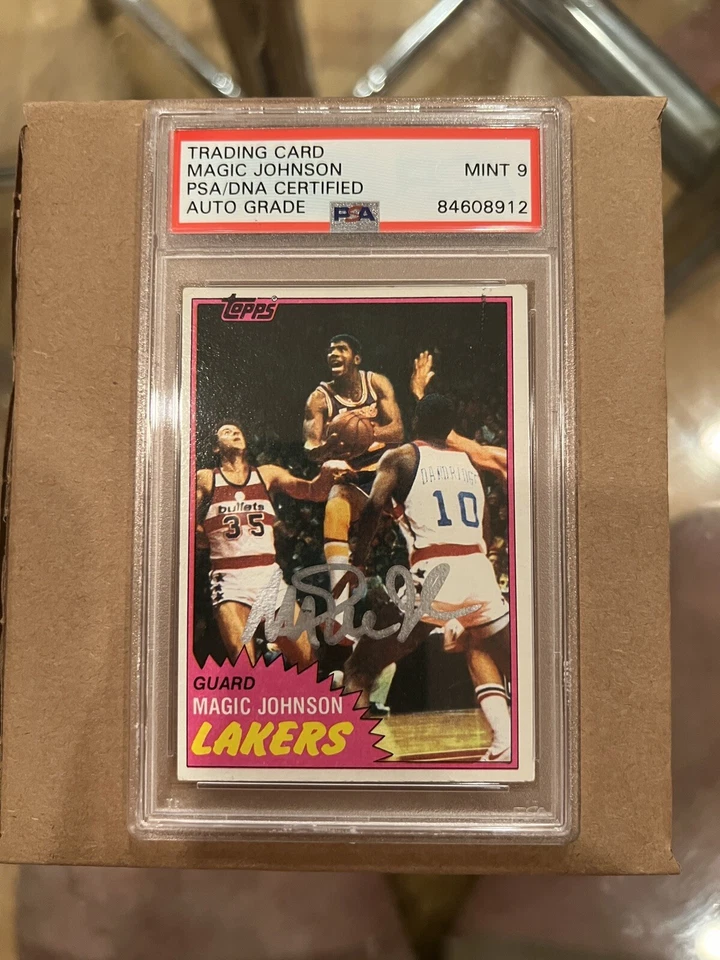 TRADING CARD
MAGIC JOHNSON MINT 9
PSA/DNA CERTIFIED
AUTO GRADE PSA 84608912
Topps
DANDRIDGE
bullets
10
35
GUARD
MAGIC JOHNSON
LAKERS